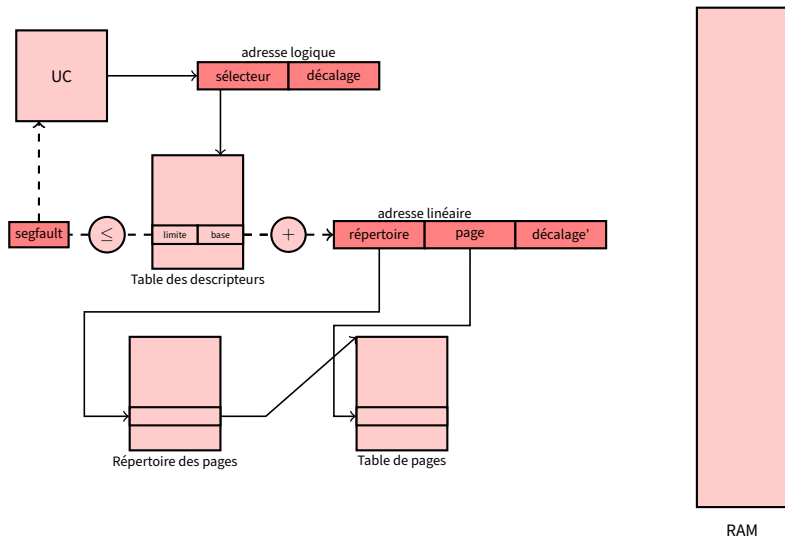 UC
adresse logique
sélecteur décalage
limite base
Table des descripteurs
segfault
≤
+
adresse linéaire
répertoire page décalage’
Répertoire des pages
Table de pages
RAM